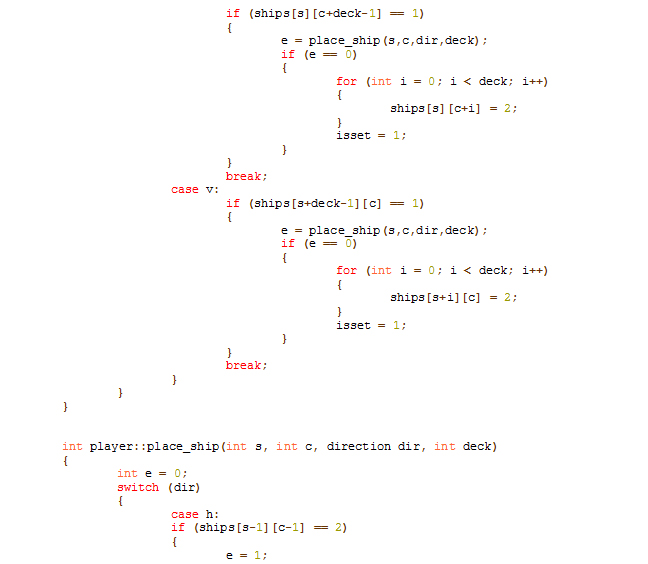 if (ships[s][c+deck-1] == 1)
{
e = place_ship(s,c,dir,deck);
if (e == 0)
{
for (int i = 0; i < deck; i++)
{
ships[s][c+i] = 2;
}
isset = 1;
}
}
break;
case v:
if (ships[s+deck-1][c] == 1)
{
e = place_ship(s,c,dir,deck);
if (e == 0)
{
for (int i = 0; i < deck; i++)
{
ships[s+i][c] = 2;
}
isset = 1;
}
}
break;
}
}
}
int player::place_ship(int s, int c, direction dir, int deck)
{
int e = 0;
switch (dir)
{
case h:
if (ships[s-1][c-1] == 2)
{
e = 1;